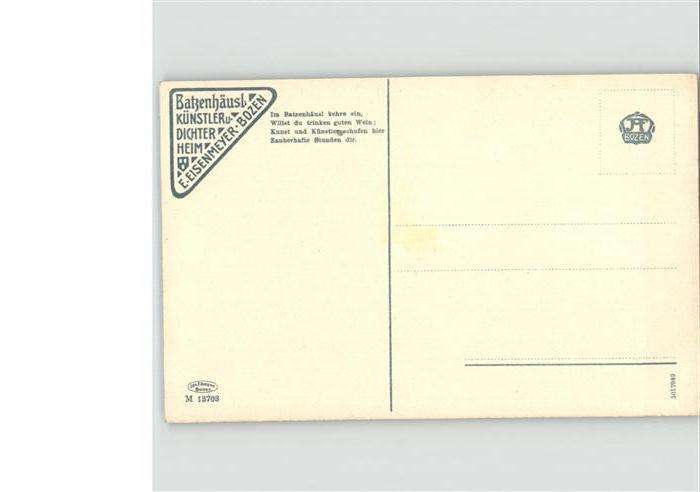 Batzenhäusl
KÜNSTLER u.
DICHTER
HEIM
E. EISENMEYER-BOZEN
Im Batzenhäusl kehre ein,
Willst du trinken guten Wein;
Kunst und Künstler schufen hier
Zauberhafte Stunden dir.
BOZEN
M 13703